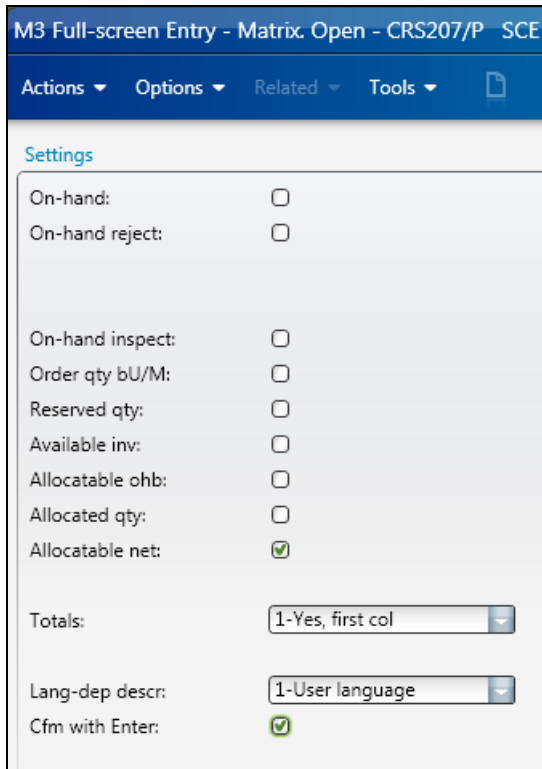 M3 Full-screen Entry - Matrix. Open - CRS207/P SCE
Actions Options Related Tools
Settings
On-hand:
On-hand reject:
On-hand inspect:
Order qty bU/M:
Reserved qty:
Available inv:
Allocatable ohb:
Allocated qty:
Allocatable net:
Totals: 1-Yes, first col
Lang-dep descr: 1-User language
Cfm with Enter: